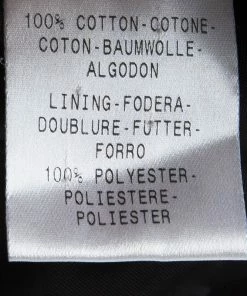 100% COTTON-COTONE-
COTON-BAUMWOLLE-
ALGODON
LINING-FODERA-
DOUBLURE-FUTTER-
FORRO
100% POLYESTER-
POLIESTERE-
POLIESTER